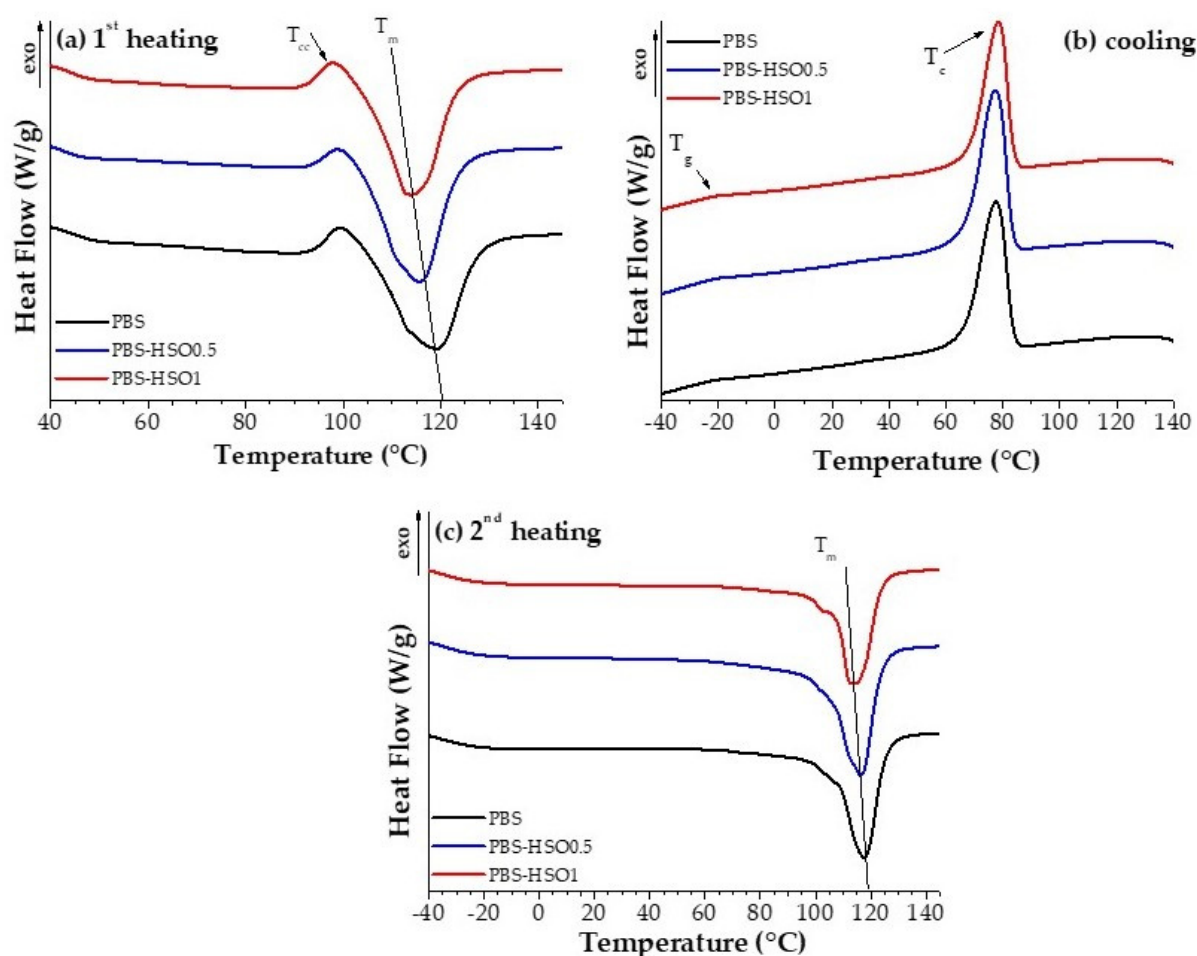 (a) 1st heating
exo
Tcc
Tm
Heat Flow (W/g)
PBS
PBS-HSO0.5
PBS-HSO1
40 60 80 100 120 140
Temperature (°C)
(b) cooling
exo
PBS
PBS-HSO0.5
PBS-HSO1
Tc
Tg
Heat Flow (W/g)
-40 -20 0 20 40 60 80 100 120 140
Temperature (°C)
(c) 2nd heating
exo
Tm
Heat Flow (W/g)
PBS
PBS-HSO0.5
PBS-HSO1
-40 -20 0 20 40 60 80 100 120 140
Temperature (°C)